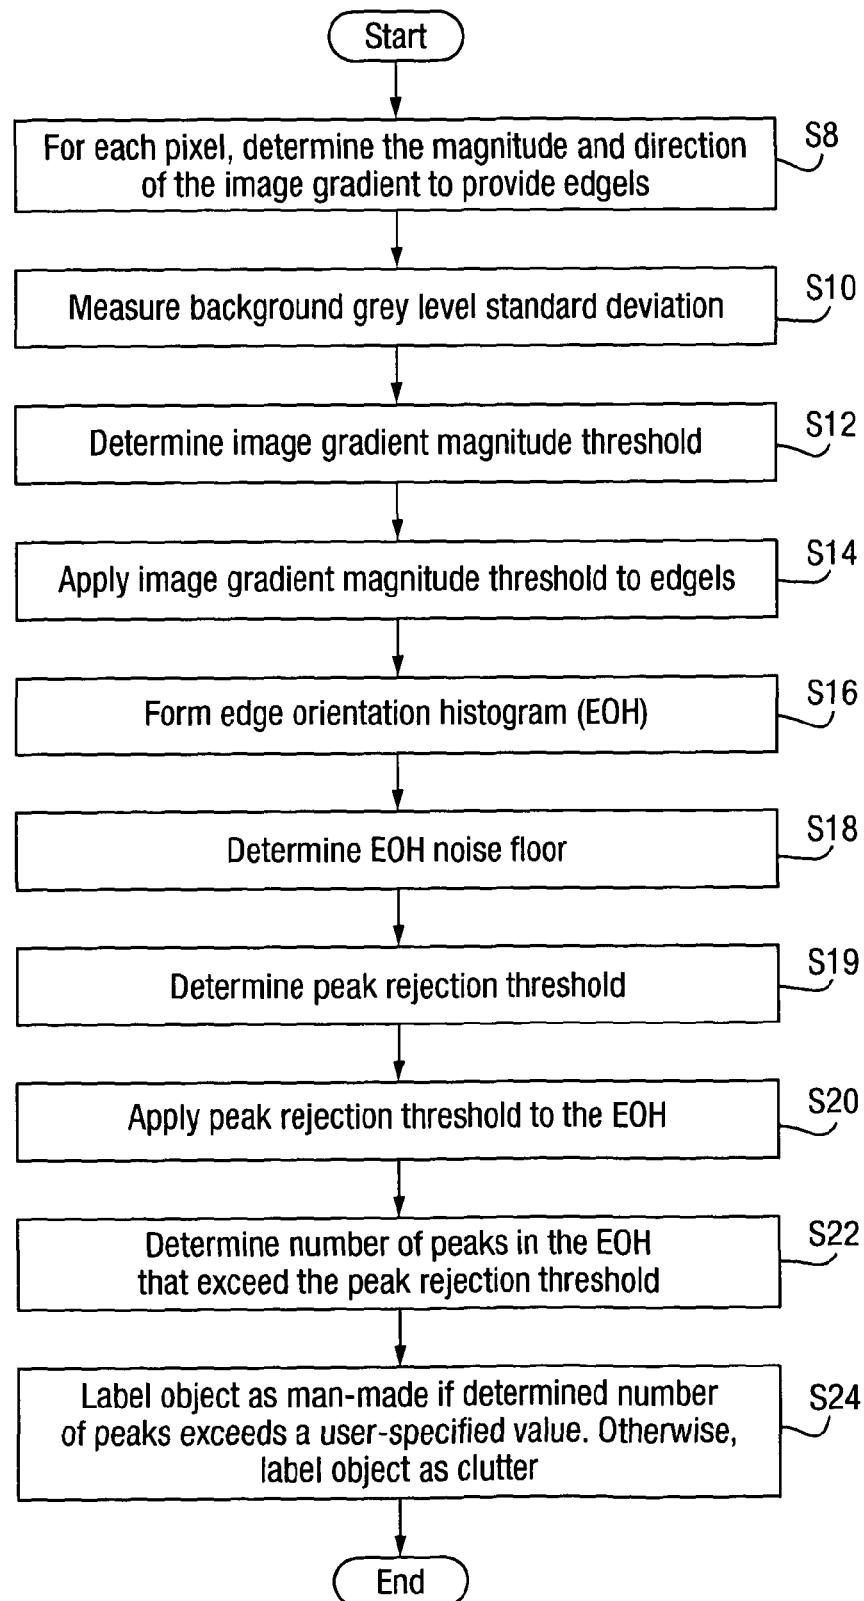 Start
For each pixel, determine the magnitude and direction
of the image gradient to provide edgels
S8
Measure background grey level standard deviation
S10
Determine image gradient magnitude threshold
S12
Apply image gradient magnitude threshold to edgels
S14
Form edge orientation histogram (EOH)
S16
Determine EOH noise floor
S18
Determine peak rejection threshold
S19
Apply peak rejection threshold to the EOH
S20
Determine number of peaks in the EOH
that exceed the peak rejection threshold
S22
Label object as man-made if determined number
of peaks exceeds a user-specified value. Otherwise,
label object as clutter
S24
End